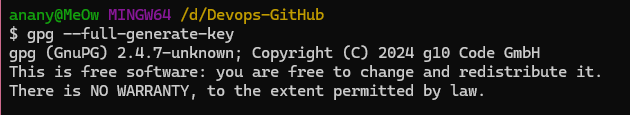 anany@MeOw MINGW64 /d/Devops-GitHub
$ gpg --full-generate-key
gpg (GnuPG) 2.4.7-unknown; Copyright (C) 2024 g10 Code GmbH
This is free software: you are free to change and redistribute it.
There is NO WARRANTY, to the extent permitted by law.